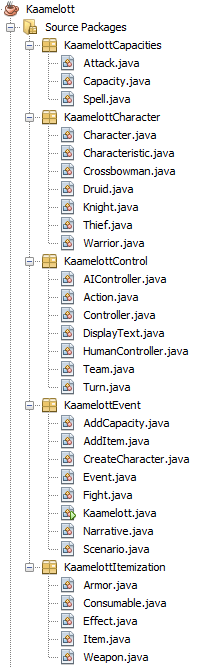 Kaamelott
Source Packages
KaamelottCapacities
Attack.java
Capacity.java
Spell.java
KaamelottCharacter
Character.java
Characteristic.java
Crossbowman.java
Druid.java
Knight.java
Thief.java
Warrior.java
KaamelottControl
AIController.java
Action.java
Controller.java
DisplayText.java
HumanController.java
Team.java
Turn.java
KaamelottEvent
AddCapacity.java
AddItem.java
CreateCharacter.java
Event.java
Fight.java
Kaamelott.java
Narrative.java
Scenario.java
KaamelottItemization
Armor.java
Consumable.java
Effect.java
Item.java
Weapon.java